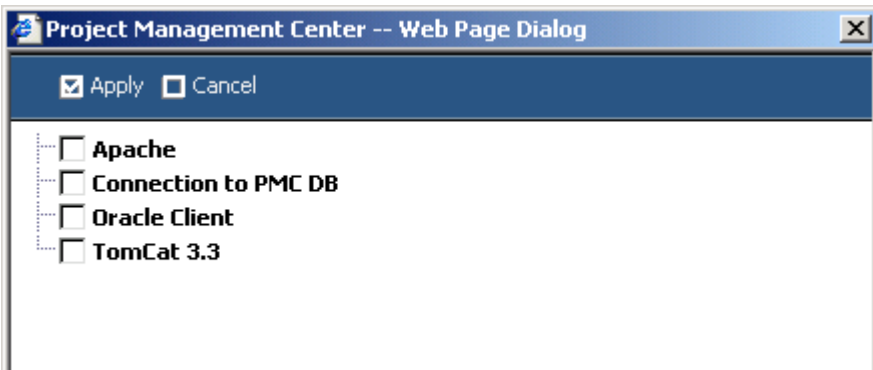 Project Management Center -- Web Page Dialog
Apply Cancel
Apache
Connection to PMC DB
Oracle Client
TomCat 3.3